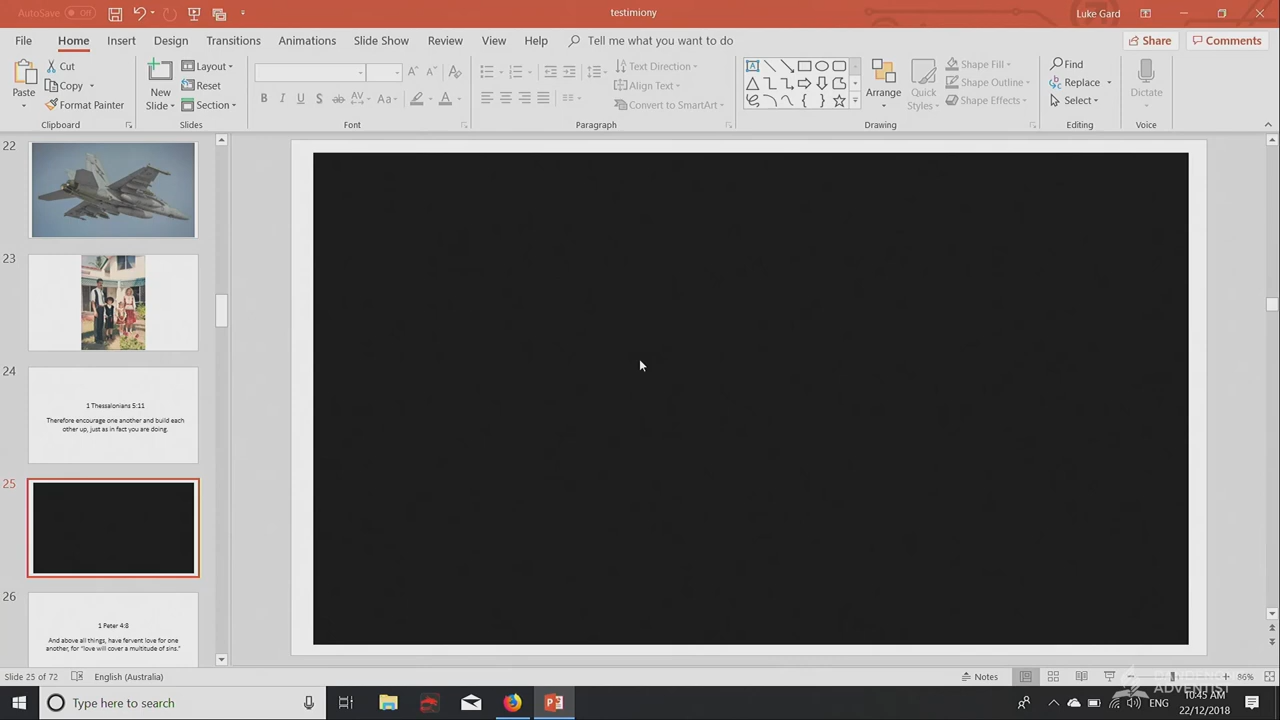 AutoSave Off
testimiony
Luke Gard
File
Home
Insert
Design
Transitions
Animations
Slide Show
Review
View
Help
Tell me what you want to do
Share
Comments
Paste
Cut
Copy
Format Painter
Clipboard
New
Slide
Layout
Reset
Section
Slides
B I U S ab AV Aa A
Font
Text Direction
Align Text
Convert to SmartArt
Paragraph
Arrange
Quick
Styles
Shape Fill
Shape Outline
Shape Effects
Drawing
Find
Replace
Select
Editing
Dictate
Voice
22
23
24
1 Thessalonians 5:11
Therefore encourage one another and build each
other up, just as in fact you are doing.
25
26
1 Peter 4:8
And above all things, have fervent love for one
another, for "love will cover a multitude of sins."
Slide 25 of 72
English (Australia)
Notes
86%
Type here to search
ENG
10:45 AM
22/12/2018
ADVENTIST